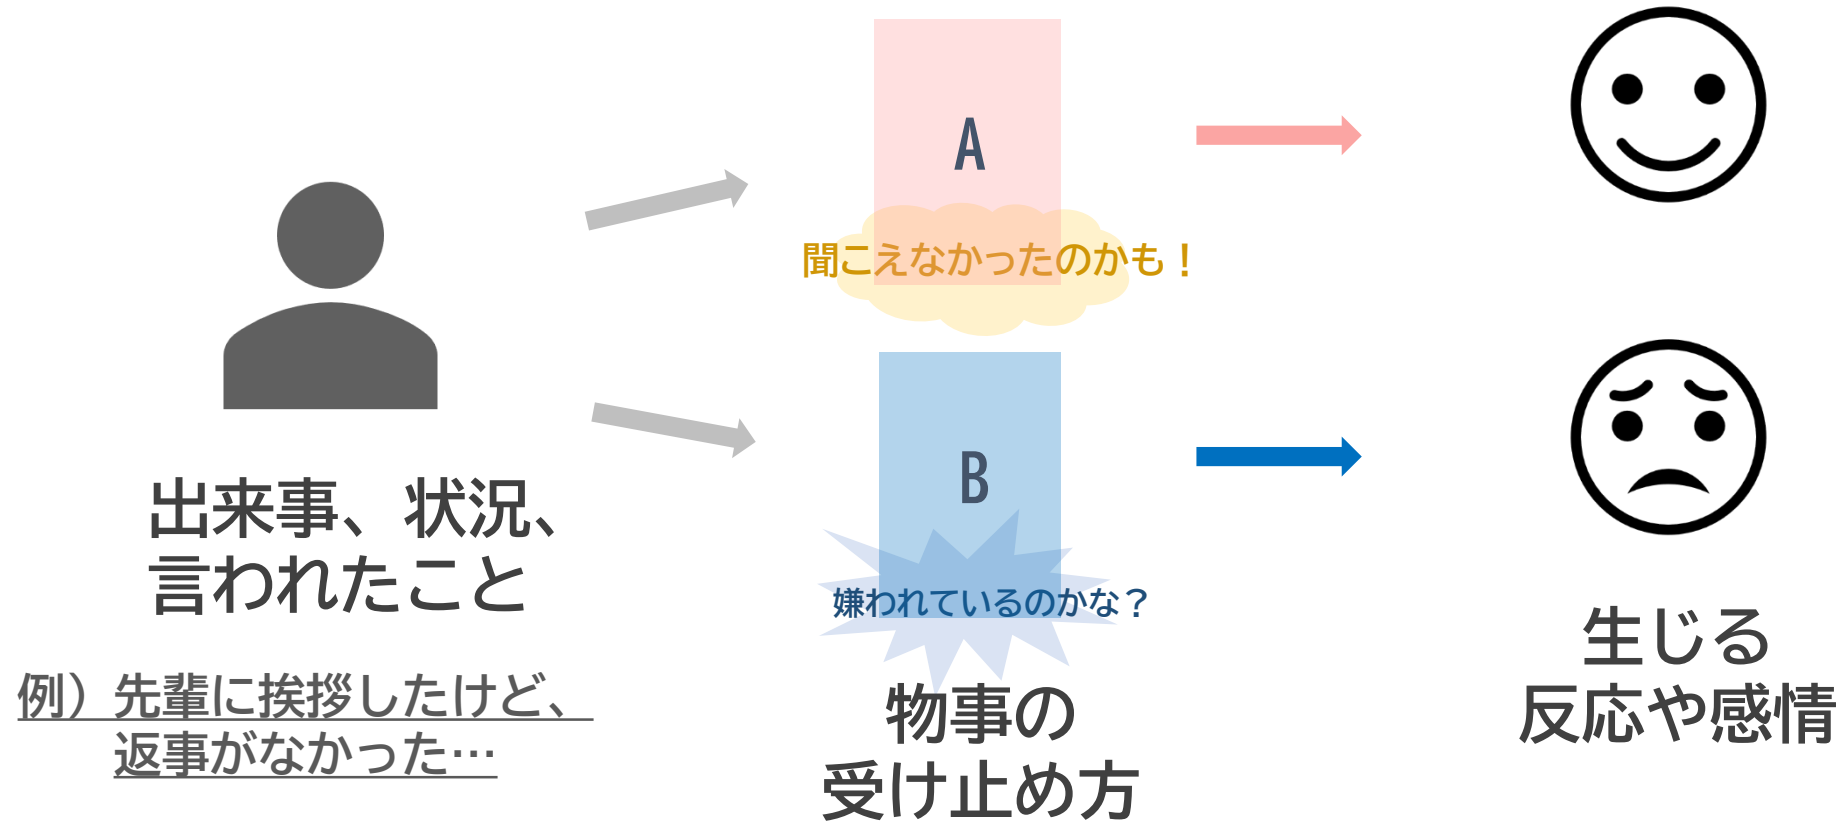 出来事、状況、
言われたこと
例）先輩に挨拶したけど、
返事がなかった…
A
聞こえなかったのかも！
B
嫌われているのかな？
物事の
受け止め方
生じる
反応や感情